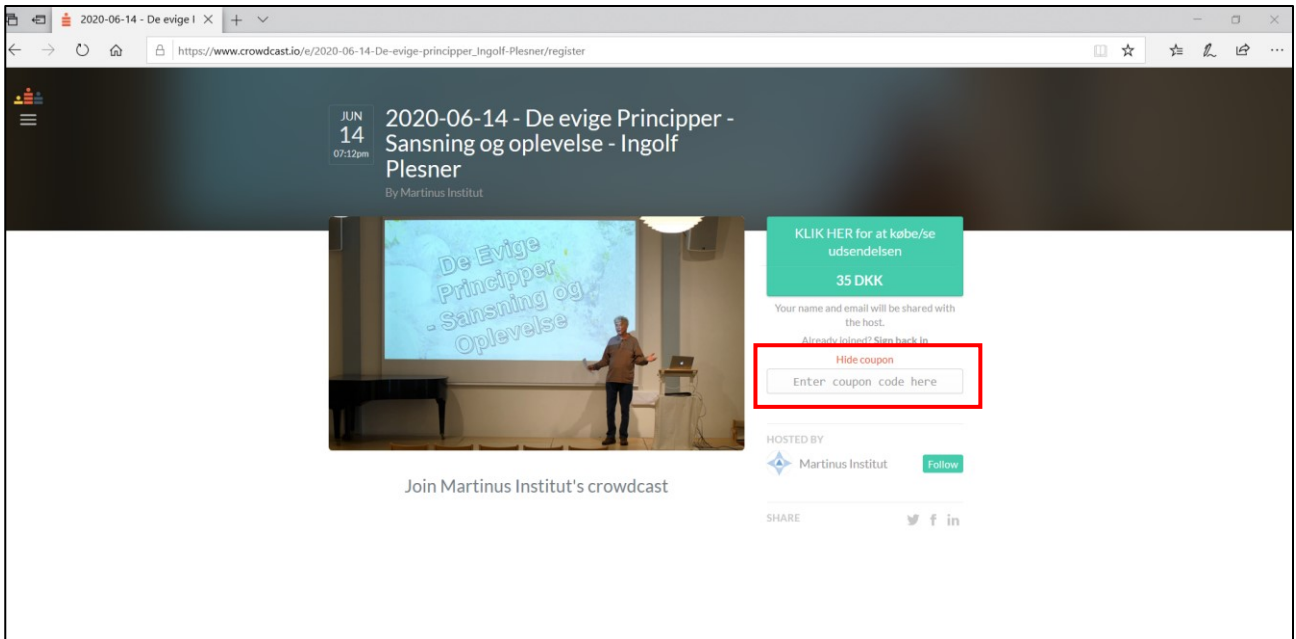 2020-06-14 - De evige l
https://www.crowdcast.io/e/2020-06-14-De-evige-principper_Ingolf-Plesner/register
JUN
14
07:12pm
2020-06-14 - De evige Principper -
Sansning og oplevelse - Ingolf
Plesner
By Martinus Institut
De Evige
Principper
- Sansning og
Oplevelse
KLIK HER for at købe/se
udsendelsen
35 DKK
Your name and email will be shared with
the host.
Already joined? Sign back in
Hide coupon
Enter coupon code here
HOSTED BY
Martinus Institut
Follow
Join Martinus Institut's crowdcast
SHARE